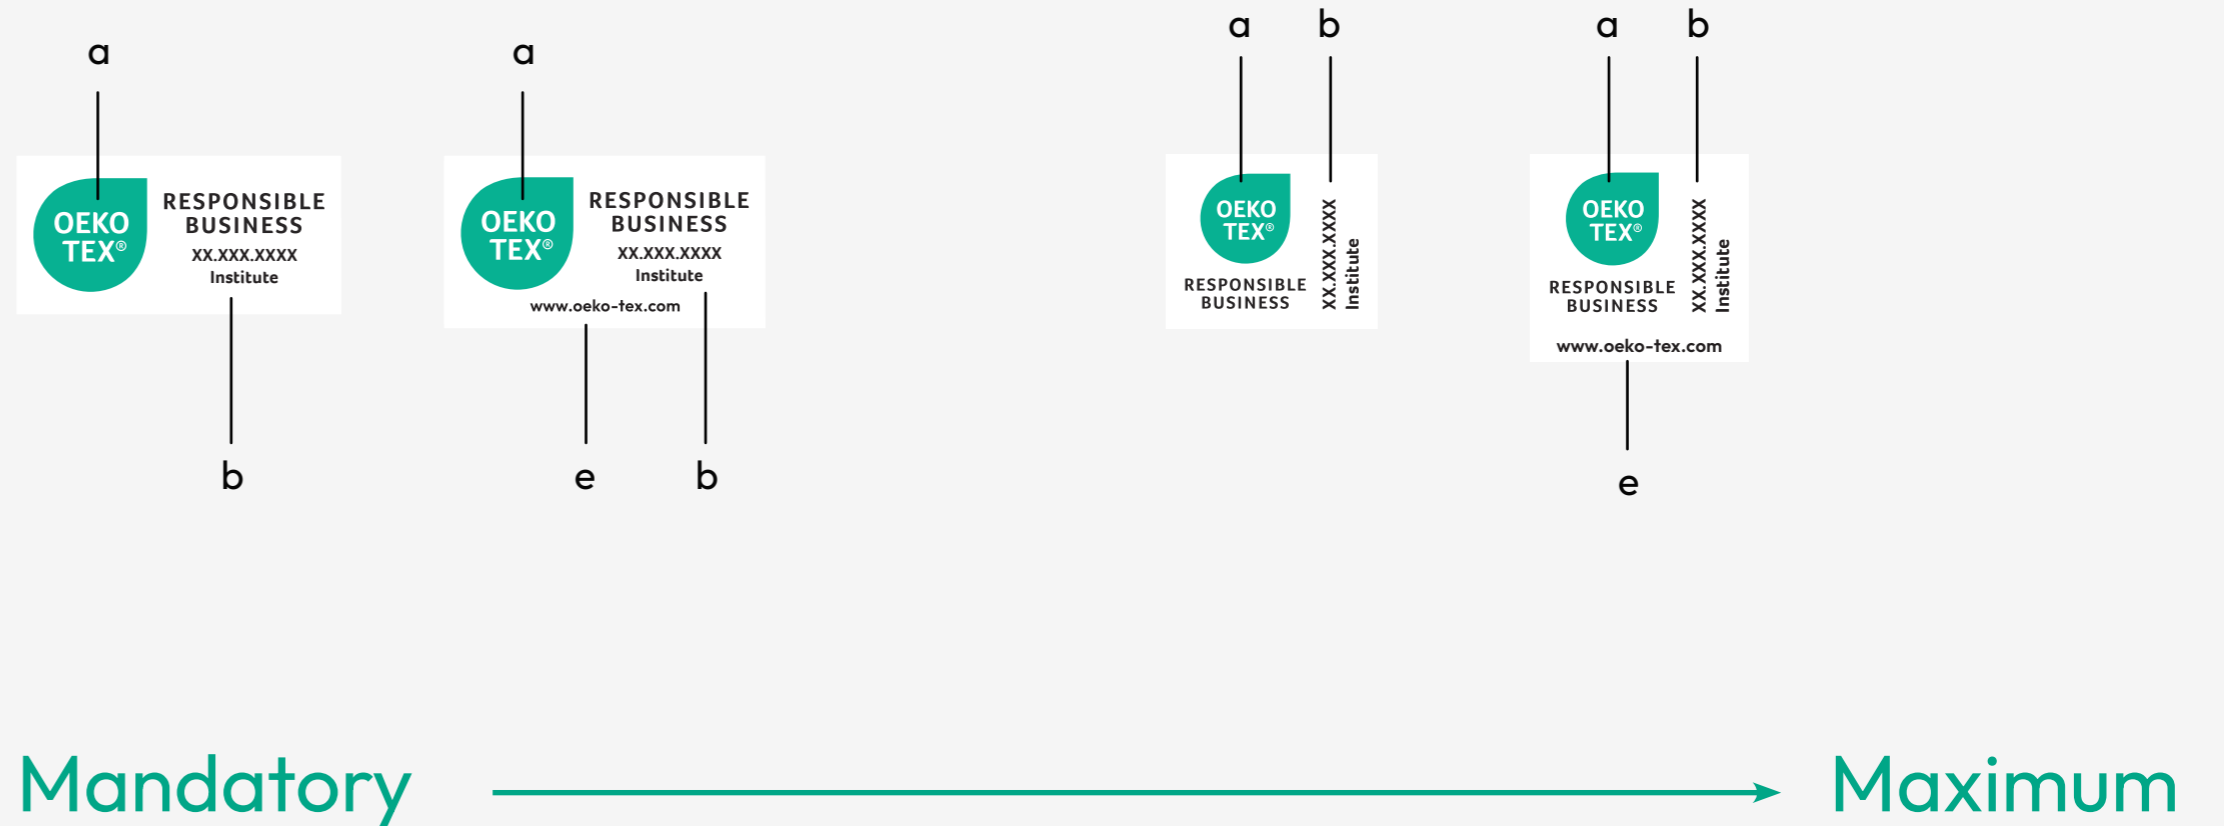 a
a
a
b
a
b
OEKO
TEX®
RESPONSIBLE
BUSINESS
XX.XXX.XXXX
Institute
b
OEKO
TEX®
RESPONSIBLE
BUSINESS
XX.XXX.XXXX
Institute
www.oeko-tex.com
e
b
OEKO
TEX®
RESPONSIBLE
BUSINESS
XX.XXX.XXXX
Institute
OEKO
TEX®
RESPONSIBLE
BUSINESS
XX.XXX.XXXX
Institute
www.oeko-tex.com
e
Mandatory
Maximum